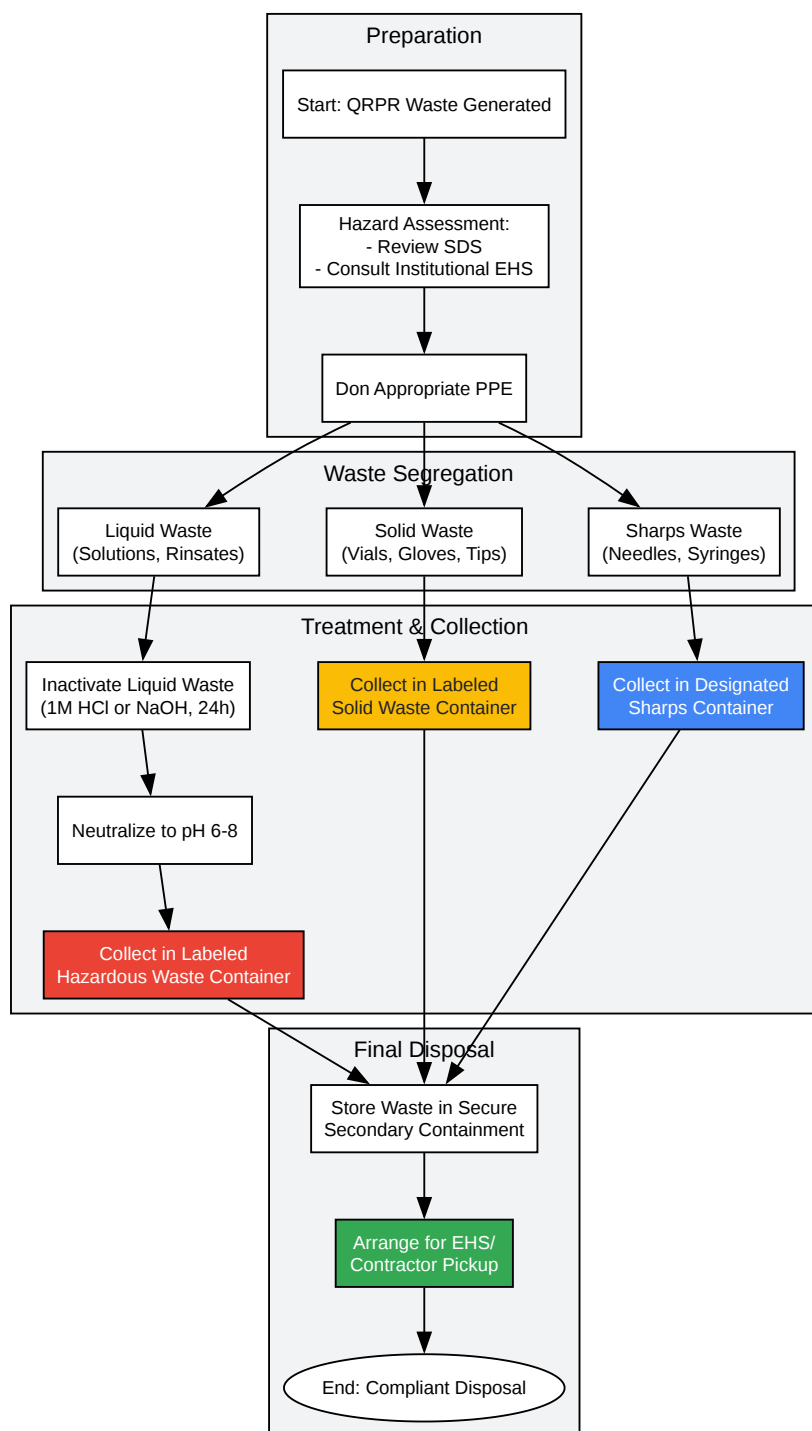 Preparation
Start: QRPR Waste Generated
Hazard Assessment:
- Review SDS
- Consult Institutional EHS
Don Appropriate PPE
Waste Segregation
Liquid Waste
(Solutions, Rinsates)
Solid Waste
(Vials, Gloves, Tips)
Sharps Waste
(Needles, Syringes)
Treatment & Collection
Inactivate Liquid Waste
(1M HCl or NaOH, 24h)
Collect in Labeled
Solid Waste Container
Collect in Designated
Sharps Container
Neutralize to pH 6-8
Collect in Labeled
Hazardous Waste Container
Final Disposal
Store Waste in Secure
Secondary Containment
Arrange for EHS/
Contractor Pickup
End: Compliant Disposal